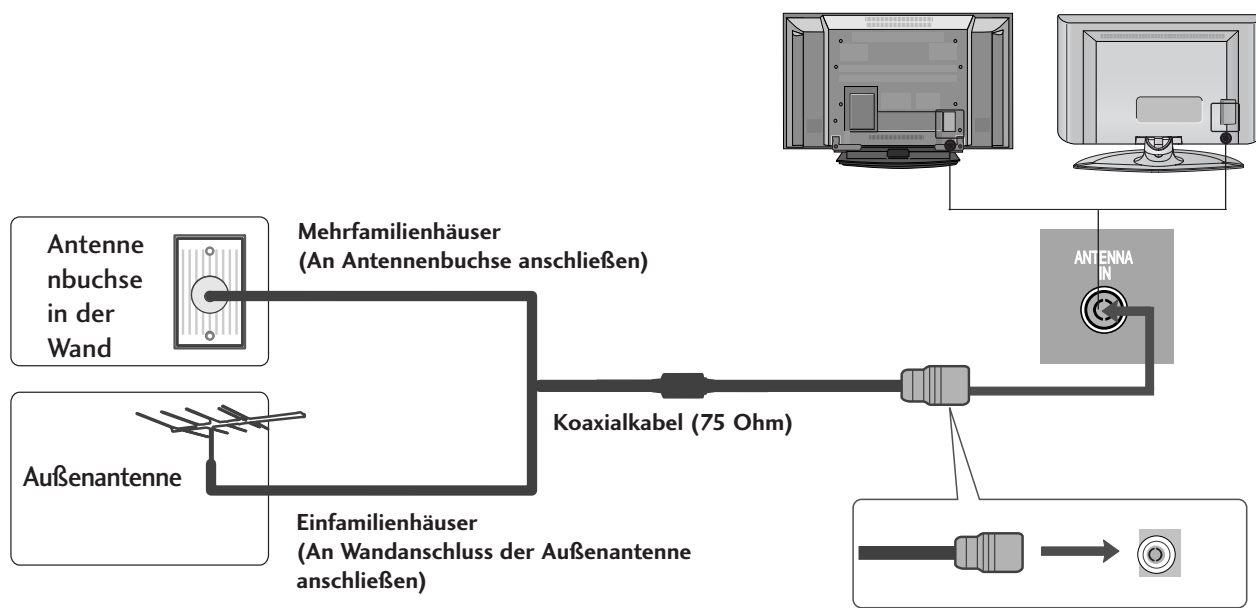 Antenne
nbuchse
in der
Wand
Mehrfamilienhäuser
(An Antennenbuchse anschließen)
ANTENNA
IN
Koaxialkabel (75 Ohm)
Außenantenne
Einfamilienhäuser
(An Wandanschluss der Außenantenne
anschließen)